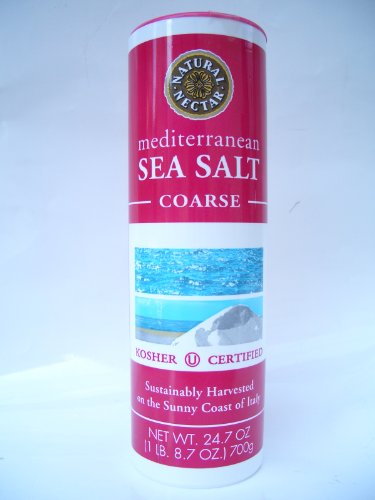 NATURAL
NECTAR
mediterranean
SEA SALT
COARSE
KOSHER U CERTIFIED
Sustainably Harvested
on the Sunny Coast of Italy
NET WT. 24.7 OZ
(1 LB. 8.7 OZ.) 700g